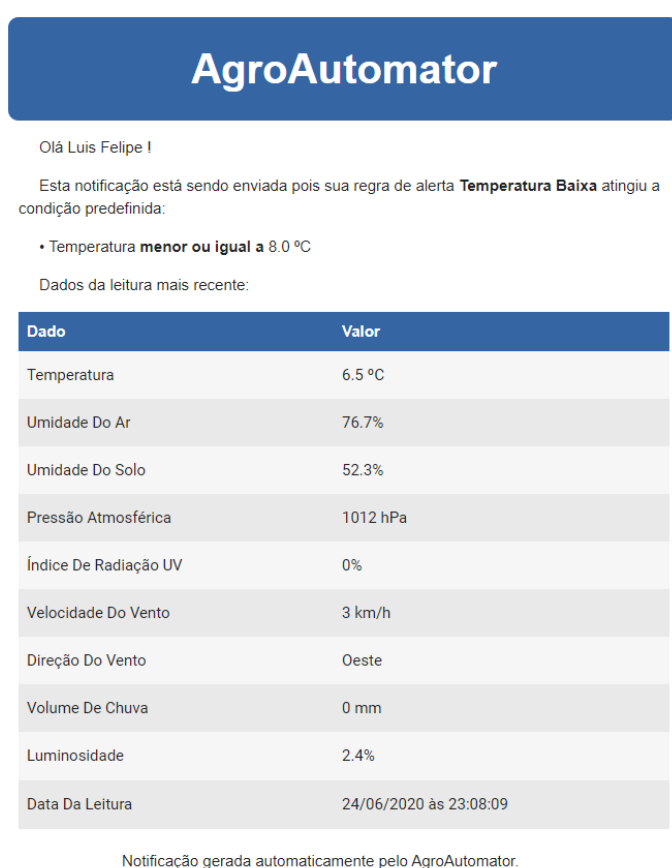 AgroAutomator
Olá Luis Felipe !
Esta notificação está sendo enviada pois sua regra de alerta Temperatura Baixa atingiu a
condição predefinida:
• Temperatura menor ou igual a 8.0 ºC
Dados da leitura mais recente:
Dado Valor
Temperatura 6.5 ºC
Umidade Do Ar 76.7%
Umidade Do Solo 52.3%
Pressão Atmosférica 1012 hPa
Índice De Radiação UV 0%
Velocidade Do Vento 3 km/h
Direção Do Vento Oeste
Volume De Chuva 0 mm
Luminosidade 2.4%
Data Da Leitura 24/06/2020 às 23:08:09
Notificação gerada automaticamente pelo AgroAutomator.